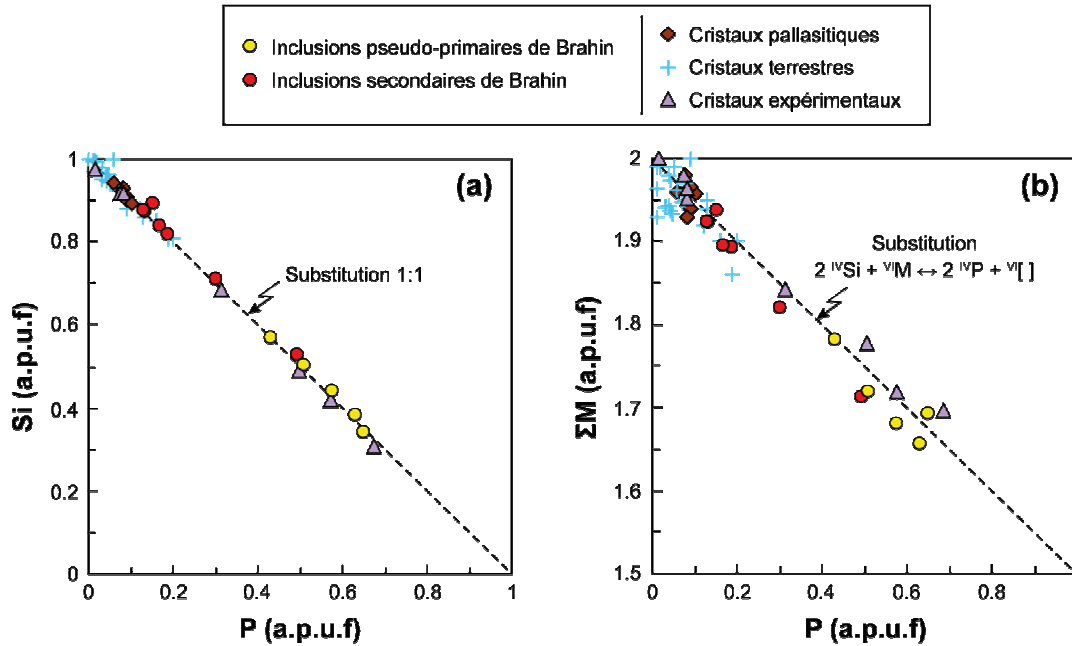 Inclusions pseudo-primaires de Brahin
Inclusions secondaires de Brahin
Cristaux pallasitiques
Cristaux terrestres
Cristaux expérimentaux
(a)
Substitution 1:1
Si (a.p.u.f)
1
0.8
0.6
0.4
0.2
0
0 0.2 0.4 0.6 0.8 1
P (a.p.u.f)
(b)
Substitution
2 ᴵⱽSi + ⱽᴵM ↔ 2 ᴵⱽP + ⱽᴵ[ ]
ΣM (a.p.u.f)
2
1.9
1.8
1.7
1.6
1.5
0 0.2 0.4 0.6 0.8
P (a.p.u.f)